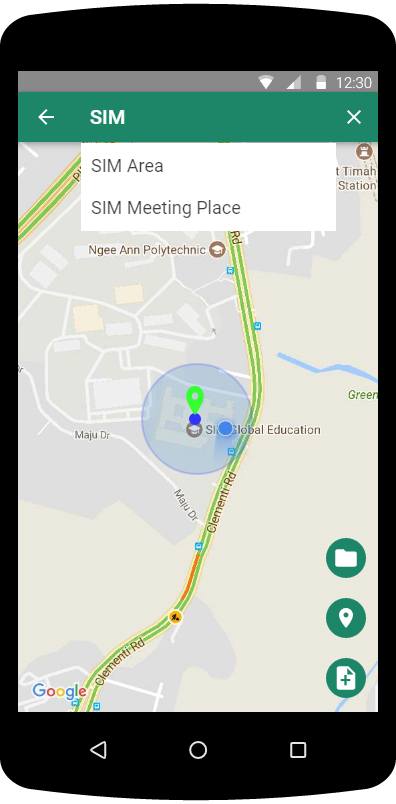 12:30
SIM
SIM Area
SIM Meeting Place
t Timah
Station
Rd
Ngee Ann Polytechnic
Green
Global Education
Maju Dr
Maju Dr
Clementi Rd
Clementi Rd
Google